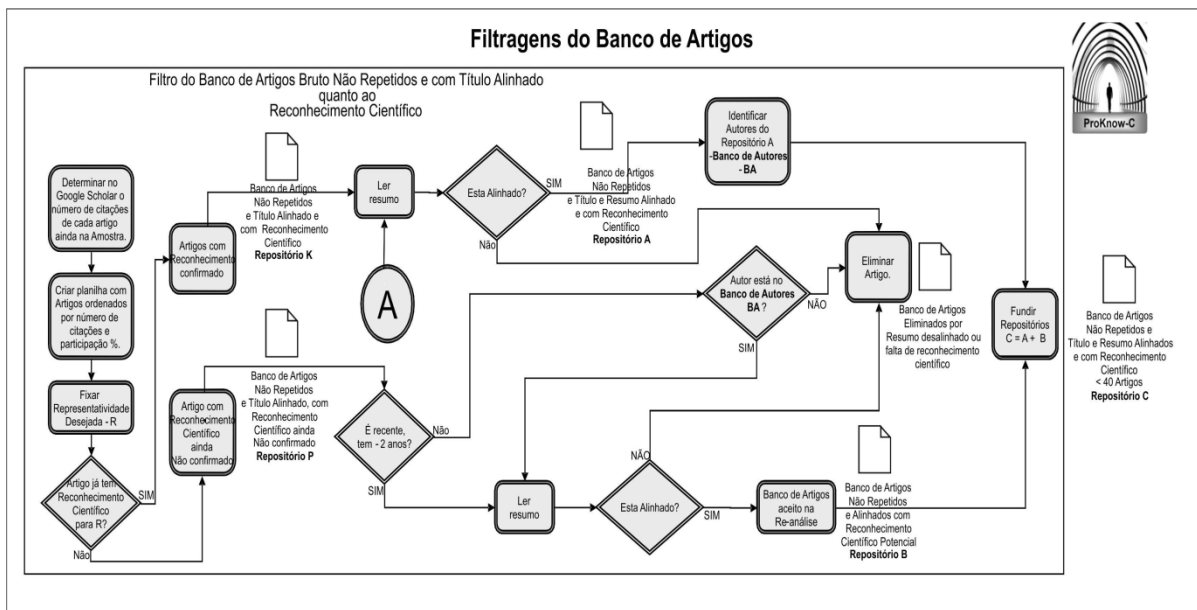 Filtragens do Banco de Artigos
ProKnow-C
Filtro do Banco de Artigos Bruto Não Repetidos e com Título Alinhado
quanto ao
Reconhecimento Científico
Determinar no
Google Scholar o
número de citações
de cada artigo
ainda na Amostra.
Criar planilha com
Artigos ordenados
por número de
citações e
participação %.
Fixar
Representatividade
Desejada - R
Artigo já tem
Reconhecimento
Científico
para R?
SIM
Não
Artigos com
Reconhecimento
confirmado
Banco de Artigos
Não Repetidos
e Título Alinhado e
com Reconhecimento
Científico
Repositório K
Ler
resumo
A
Esta Alinhado?
SIM
Não
Banco de Artigos
Não Repetidos
e Título e Resumo Alinhado
e com Reconhecimento
Científico
Repositório A
Identificar
Autores do
Repositório A
-Banco de Autores
- BA
Artigo com
Reconhecimento
Científico
ainda
Não confirmado
Banco de Artigos
Não Repetidos
e Título Alinhado, com
Reconhecimento
Científico ainda
Não confirmado
Repositório P
É recente,
tem - 2 anos?
Não
SIM
Autor está no
Banco de Autores
BA ?
NÃO
SIM
Eliminar
Artigo.
Banco de Artigos
Eliminados por
Resumo desalinhado ou
falta de reconhecimento
científico
Ler
resumo
Esta Alinhado?
NÃO
SIM
Banco de Artigos
aceito na
Re-análise
Banco de Artigos
Não Repetidos
e Alinhados com
Reconhecimento
Científico Potencial
Repositório B
Fundir
Repositórios
C = A + B
Banco de Artigos
Não Repetidos e
Título e Resumo Alinhados
e com Reconhecimento
Científico
< 40 Artigos
Repositório C